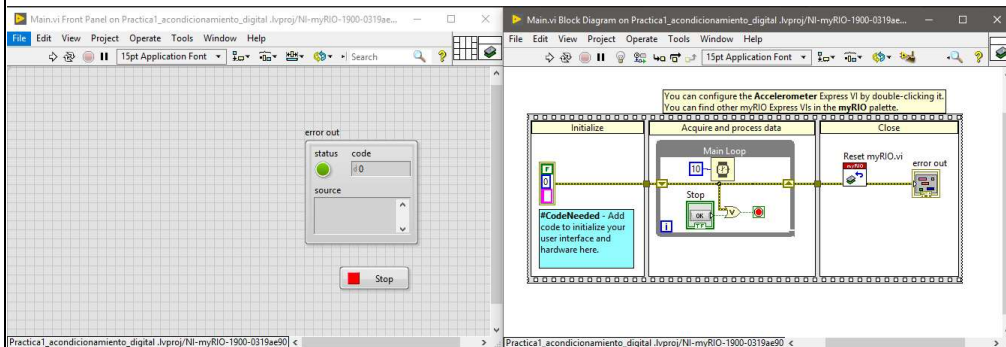 Main.vi Front Panel on Practica1_acondicionamiento_digital .lvproj/NI-myRIO-1900-0319ae...
File Edit View Project Operate Tools Window Help
15pt Application Font
Search
error out
status code
0
source
Stop
Practica1_acondicionamiento_digital .lvproj/NI-myRIO-1900-0319ae90
Main.vi Block Diagram on Practica1_acondicionamiento_digital .lvproj/NI-myRIO-1900-0319ae...
File Edit View Project Operate Tools Window Help
15pt Application Font
You can configure the Accelerometer Express VI by double-clicking it.
You can find other myRIO Express VIs in the myRIO palette.
Initialize
Acquire and process data
Close
Main Loop
10
Reset myRIO.vi
myRIO
error out
F
0
Stop
OK
TF
V
i
#CodeNeeded - Add
code to initialize your
user interface and
hardware here.
Practica1_acondicionamiento_digital .lvproj/NI-myRIO-1900-0319ae90